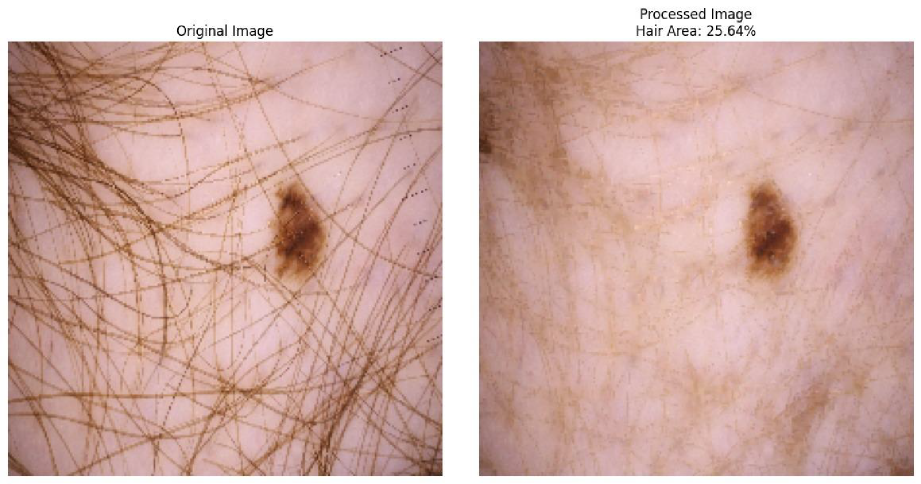 Original Image
Processed Image
Hair Area: 25.64%